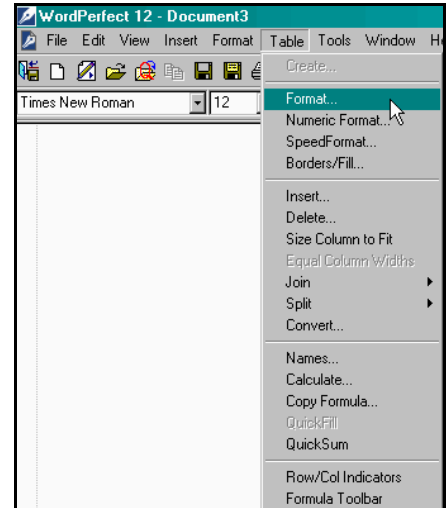 WordPerfect 12 - Document3
File Edit View Insert Format Table Tools Window
Times New Roman 12
Create...
Format...
Numeric Format...
SpeedFormat...
Borders/Fill...
Insert...
Delete...
Size Column to Fit
Equal Column Widths
Join
Split
Convert...
Names...
Calculate...
Copy Formula...
QuickFill
QuickSum
Row/Col Indicators
Formula Toolbar